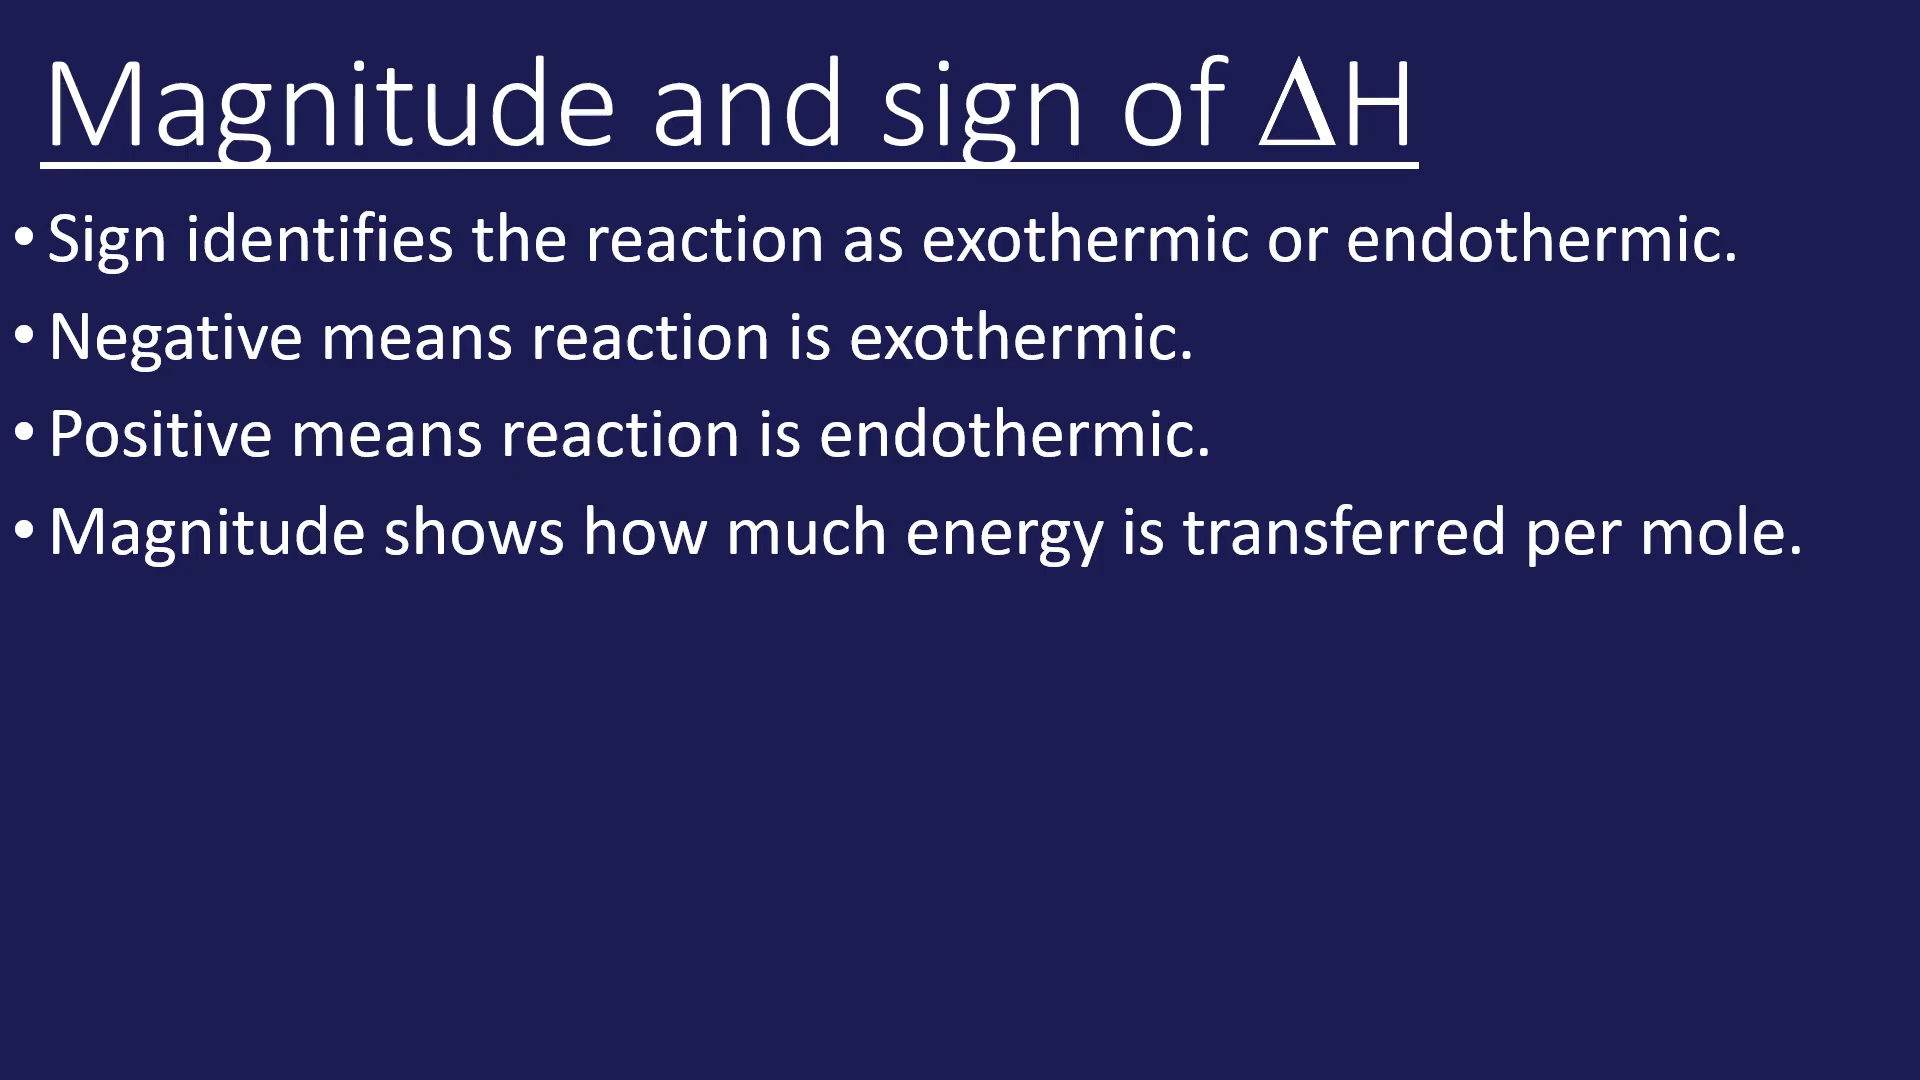 Magnitude and sign of ΔH
• Sign identifies the reaction as exothermic or endothermic.
• Negative means reaction is exothermic.
• Positive means reaction is endothermic.
• Magnitude shows how much energy is transferred per mole.